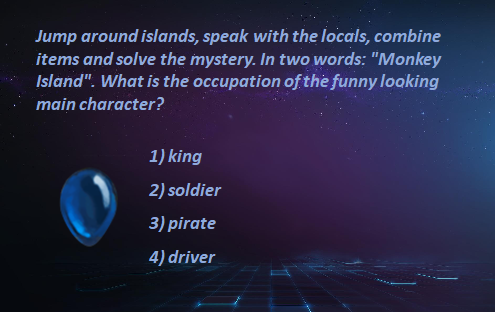 Jump around islands, speak with the locals, combine
items and solve the mystery. In two words: "Monkey
Island". What is the occupation of the funny looking
main character?
1) king
2) soldier
3) pirate
4) driver